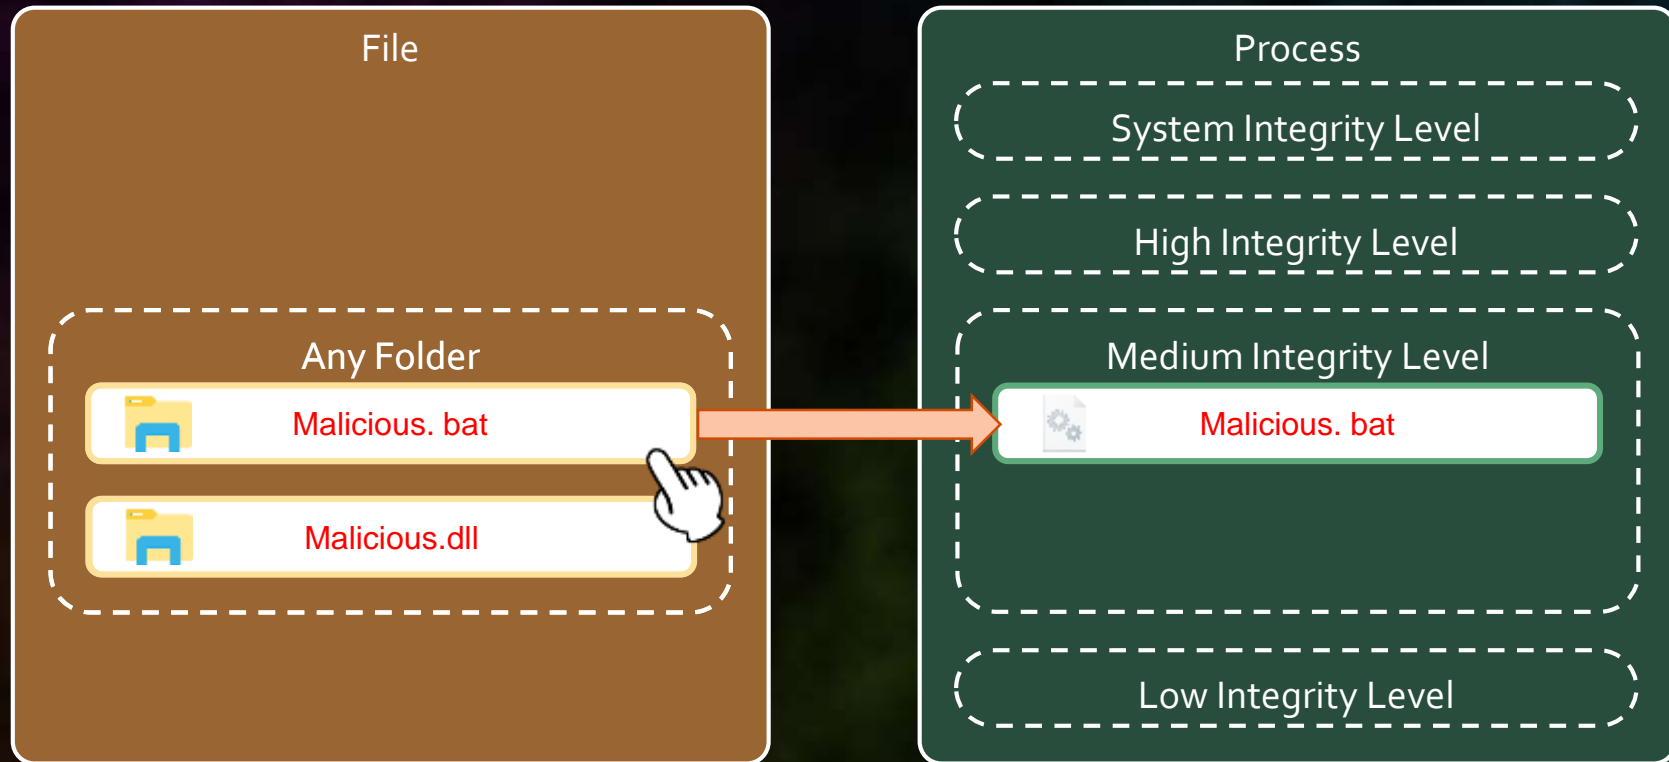 File
Any Folder
Malicious. bat
Malicious.dll
Process
System Integrity Level
High Integrity Level
Medium Integrity Level
Malicious. bat
Low Integrity Level